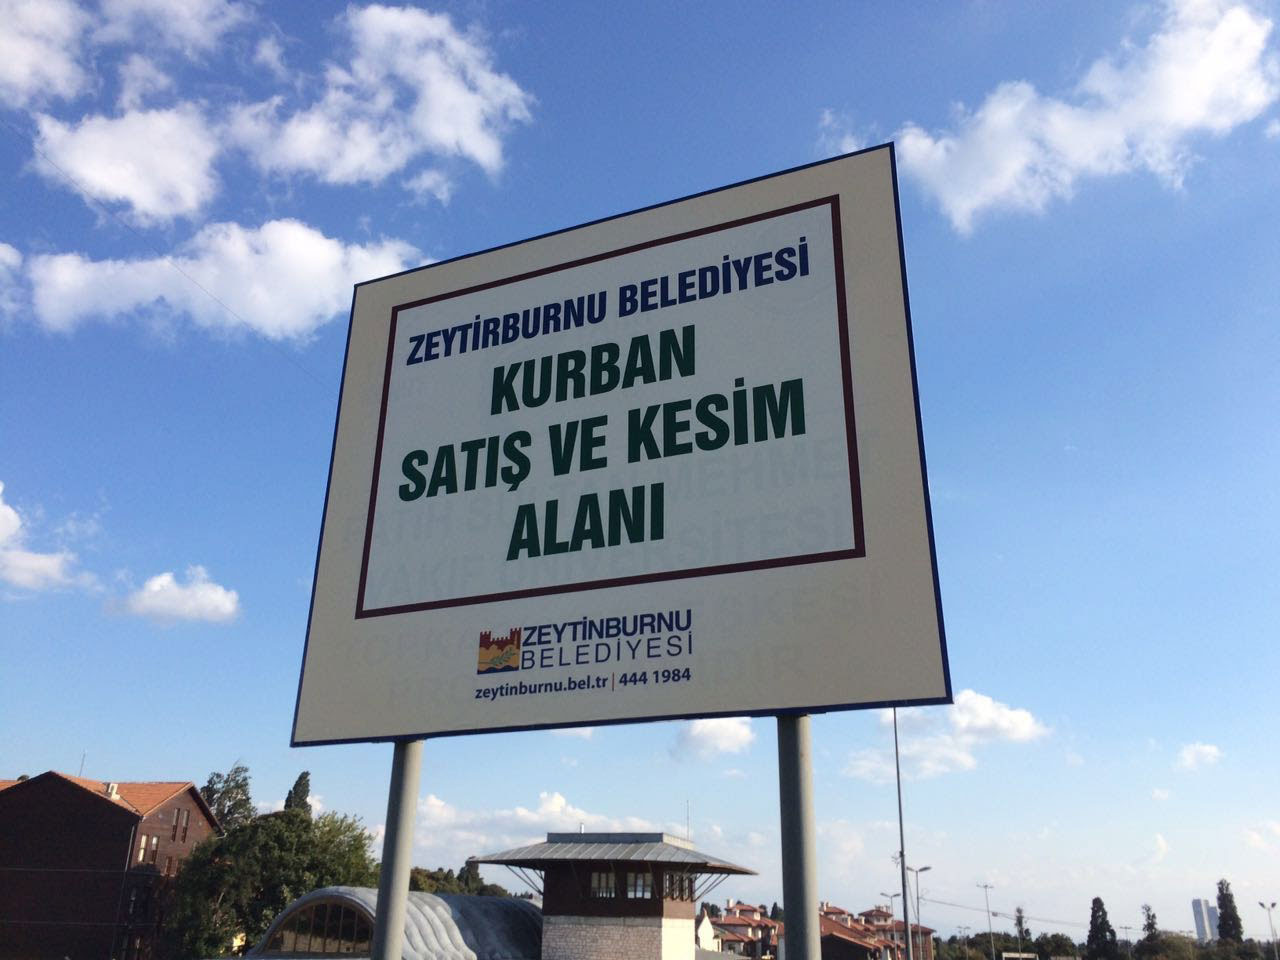 ZEYTİRBURNU BELEDİYESİ
KURBAN
SATIŞ VE KESİM
ALANI
ZEYTİNBURNU
BELEDİYESİ
zeytinburnu.bel.tr | 444 1984